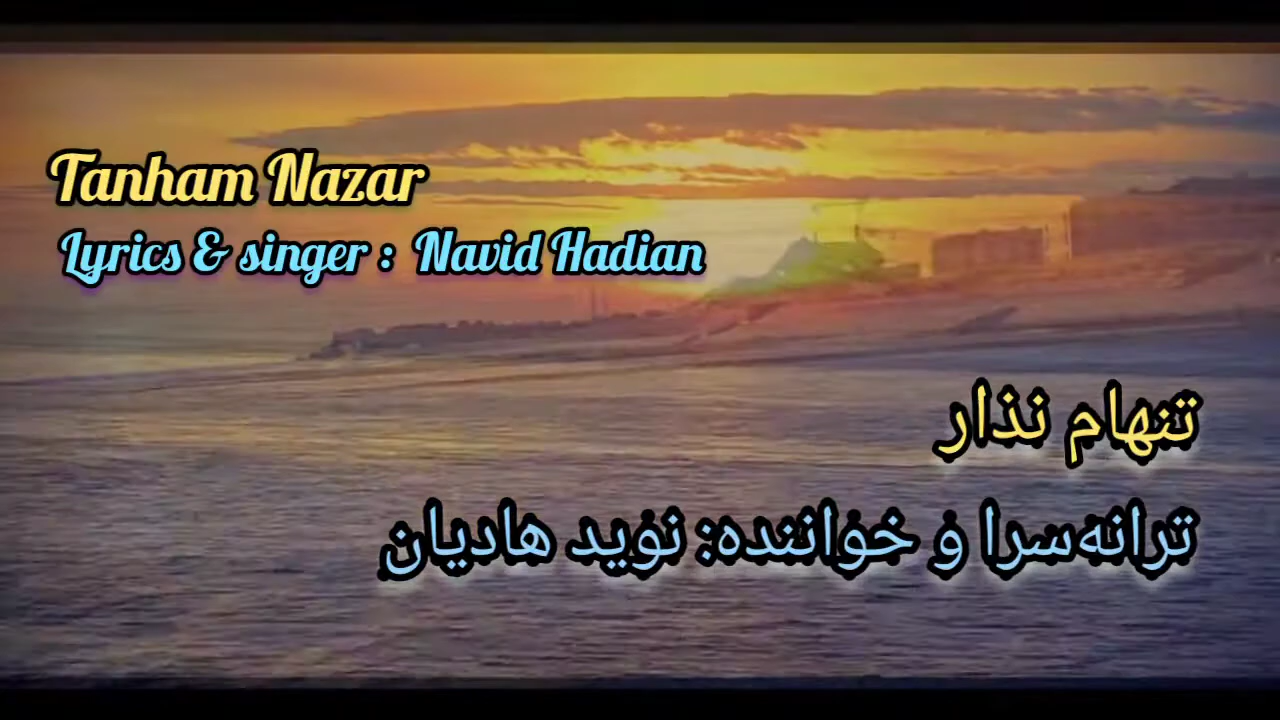 Tanham Nazar
Lyrics & singer : Navid Hadian
تنهام نذار
ترانه‌سرا و خواننده: نوید هادیان